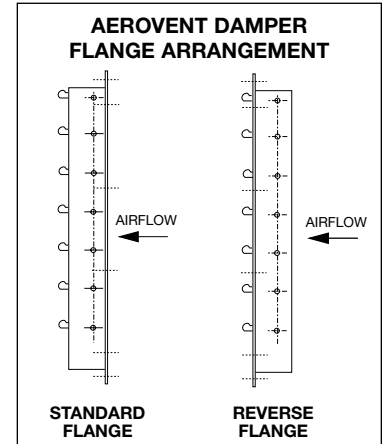 AEROVENT DAMPER
FLANGE ARRANGEMENT
AIRFLOW
AIRFLOW
STANDARD
FLANGE
REVERSE
FLANGE